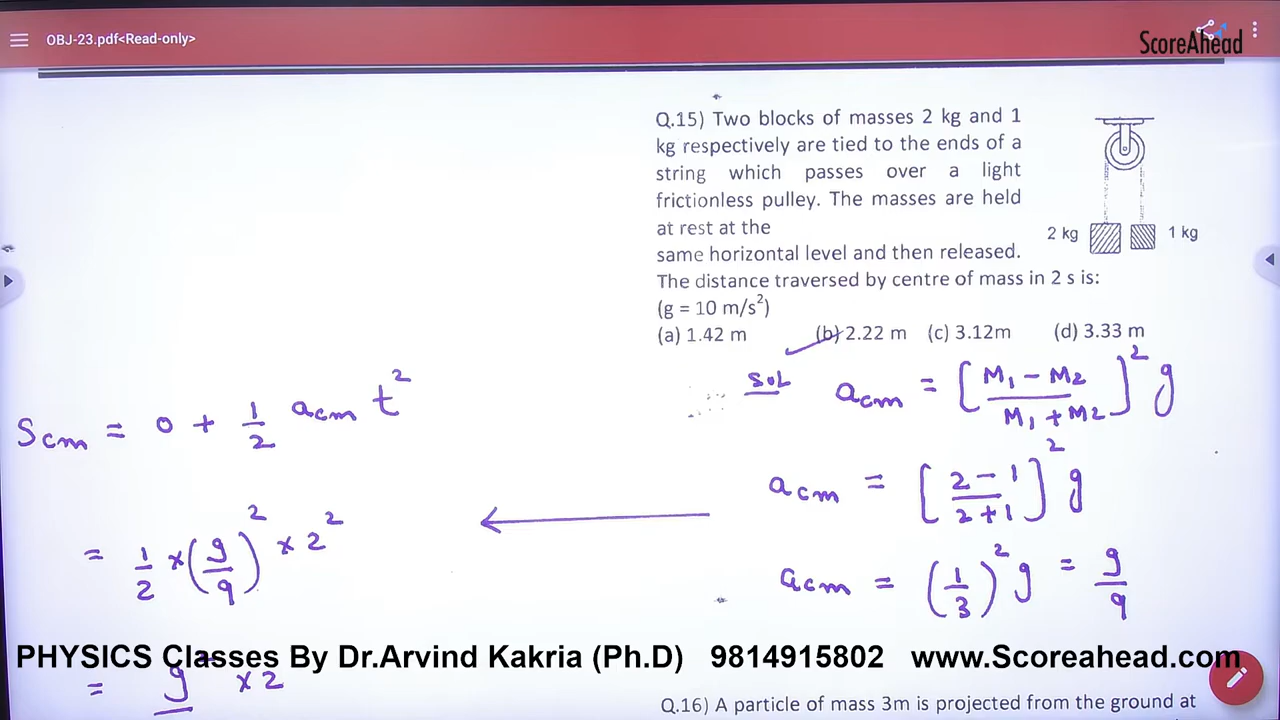 OBJ-23.pdf<Read-only>
ScoreAhead
Q.15) Two blocks of masses 2 kg and 1
kg respectively are tied to the ends of a
string which passes over a light
frictionless pulley. The masses are held
at rest at the
same horizontal level and then released.
The distance traversed by centre of mass in 2 s is:
(g = 10 m/s²)
(a) 1.42 m (b) 2.22 m (c) 3.12m (d) 3.33 m
2 kg 1 kg
Sol a_cm = [(M₁ - M₂)/(M₁ + M₂)]² g
a_cm = [(2 - 1)/(2 + 1)]² g
a_cm = (1/3)² g = g/9
S_cm = 0 + 1/2 a_cm t²
= 1/2 × (g/9)² × 2²
= g × 2
PHYSICS Classes By Dr.Arvind Kakria (Ph.D) 9814915802 www.Scoreahead.com
Q.16) A particle of mass 3m is projected from the ground at